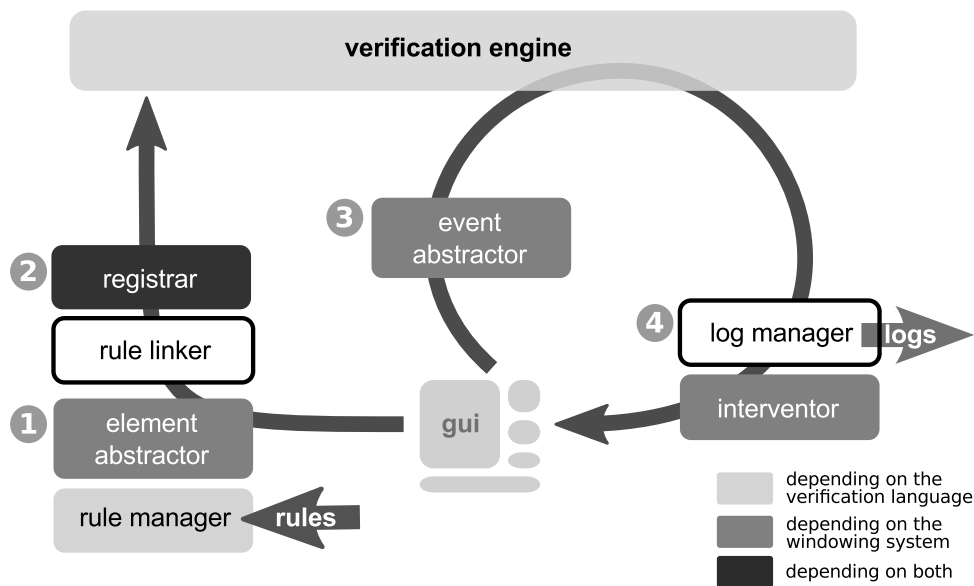 verification engine
3
event
abstractor
2
registrar
rule linker
1
element
abstractor
rule manager
rules
gui
4
log manager
logs
interventor
depending on the
verification language
depending on the
windowing system
depending on both